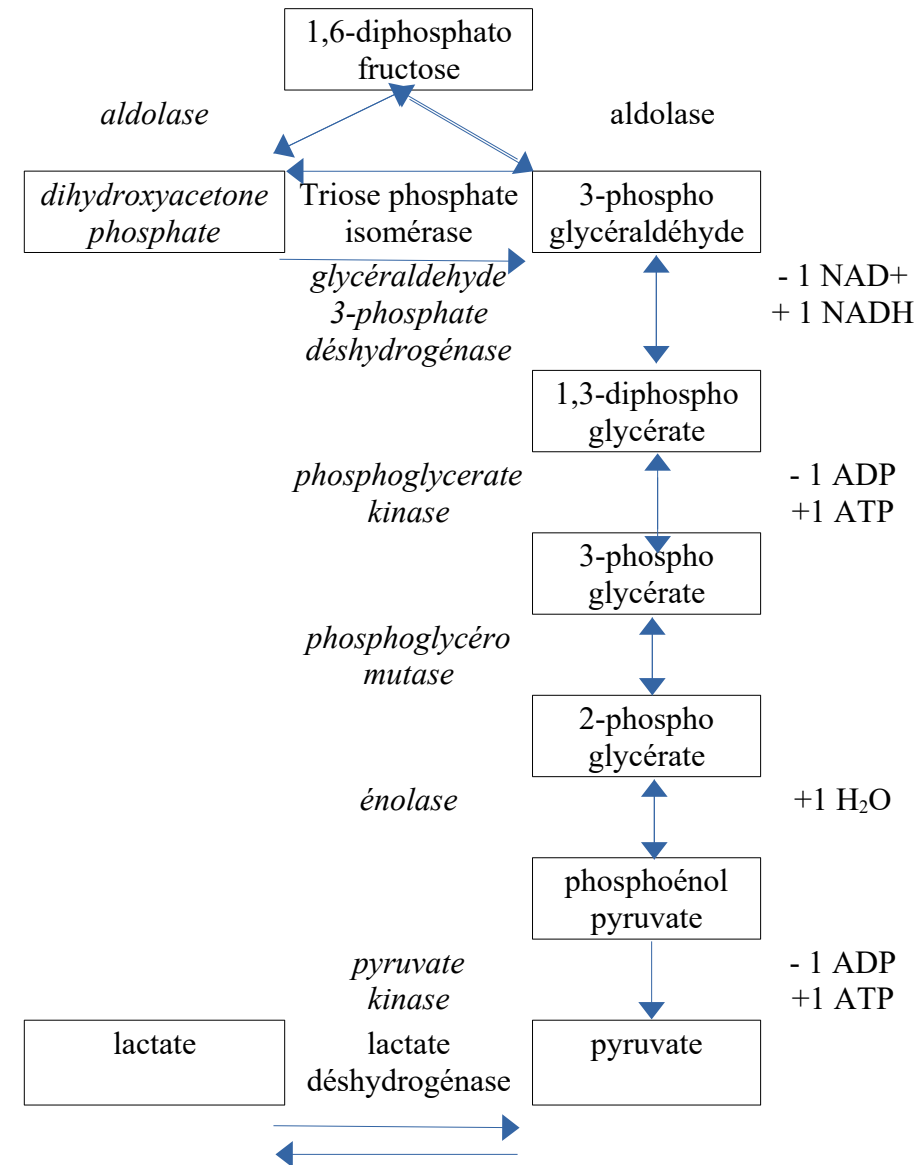 1,6-diphosphato
fructose
aldolase
aldolase
dihydroxyacetone
phosphate
Triose phosphate
isomérase
3-phospho
glycéraldéhyde
glycéraldehyde
3-phosphate
déshydrogénase
- 1 NAD+
+ 1 NADH
1,3-diphospho
glycérate
phosphoglycerate
kinase
- 1 ADP
+1 ATP
3-phospho
glycérate
phosphoglycéro
mutase
2-phospho
glycérate
énolase
+1 H₂O
phosphoénol
pyruvate
pyruvate
kinase
- 1 ADP
+1 ATP
lactate
lactate
déshydrogénase
pyruvate